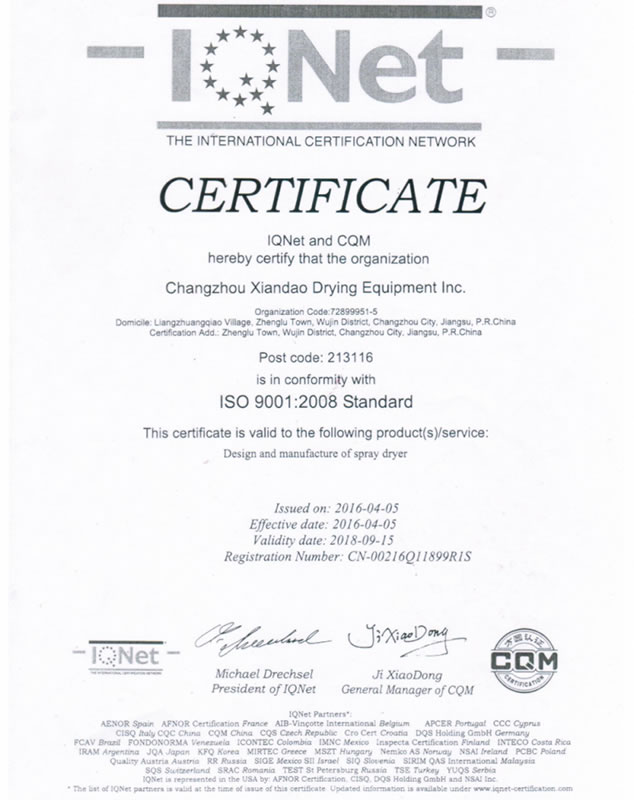 IQNet ®
THE INTERNATIONAL CERTIFICATION NETWORK
CERTIFICATE
IQNet and CQM
hereby certify that the organization
Changzhou Xiandao Drying Equipment Inc.
Organization Code:72899951-5
Domicile: Liangzhuangqiao Village, Zhenglu Town, Wujin District, Changzhou City, Jiangsu, P.R.China
Certification Add.: Zhenglu Town, Wujin District, Changzhou City, Jiangsu, P.R.China
Post code: 213116
is in conformity with
ISO 9001:2008 Standard
This certificate is valid to the following product(s)/service:
Design and manufacture of spray dryer
Issued on: 2016-04-05
Effective date: 2016-04-05
Validity date: 2018-09-15
Registration Number: CN-00216Q11899R1S
IQNet
THE INTERNATIONAL CERTIFICATION NETWORK
Ji XiaoDong
方圆认证
CQM
CERTIFICATION
Michael Drechsel
President of IQNet
Ji XiaoDong
General Manager of CQM
IQNet Partners*:
AENOR Spain AFNOR Certification France AIB-Vinçotte International Belgium APCER Portugal CCC Cyprus
CISQ Italy CQC China CQM China CQS Czech Republic Cro Cert Croatia DQS Holding GmbH Germany
FCAV Brazil FONDONORMA Venezuela ICONTEC Colombia IMNC Mexico Inspecta Certification Finland INTECO Costa Rica
IRAM Argentina JQA Japan KFQ Korea MIRTEC Greece MSZT Hungary Nemko AS Norway NSAI Ireland PCBC Poland
Quality Austria Austria RR Russia SIGE México SII Israel SIQ Slovenia SIRIM QAS International Malaysia
SQS Switzerland SRAC Romania TEST St Petersburg Russia TSE Turkey YUQS Serbia
IQNet is represented in the USA by: AFNOR Certification, CISQ, DQS Holding GmbH and NSAI Inc.
* The list of IQNet partners is valid at the time of issue of this certificate. Updated information is available under www.iqnet-certification.com